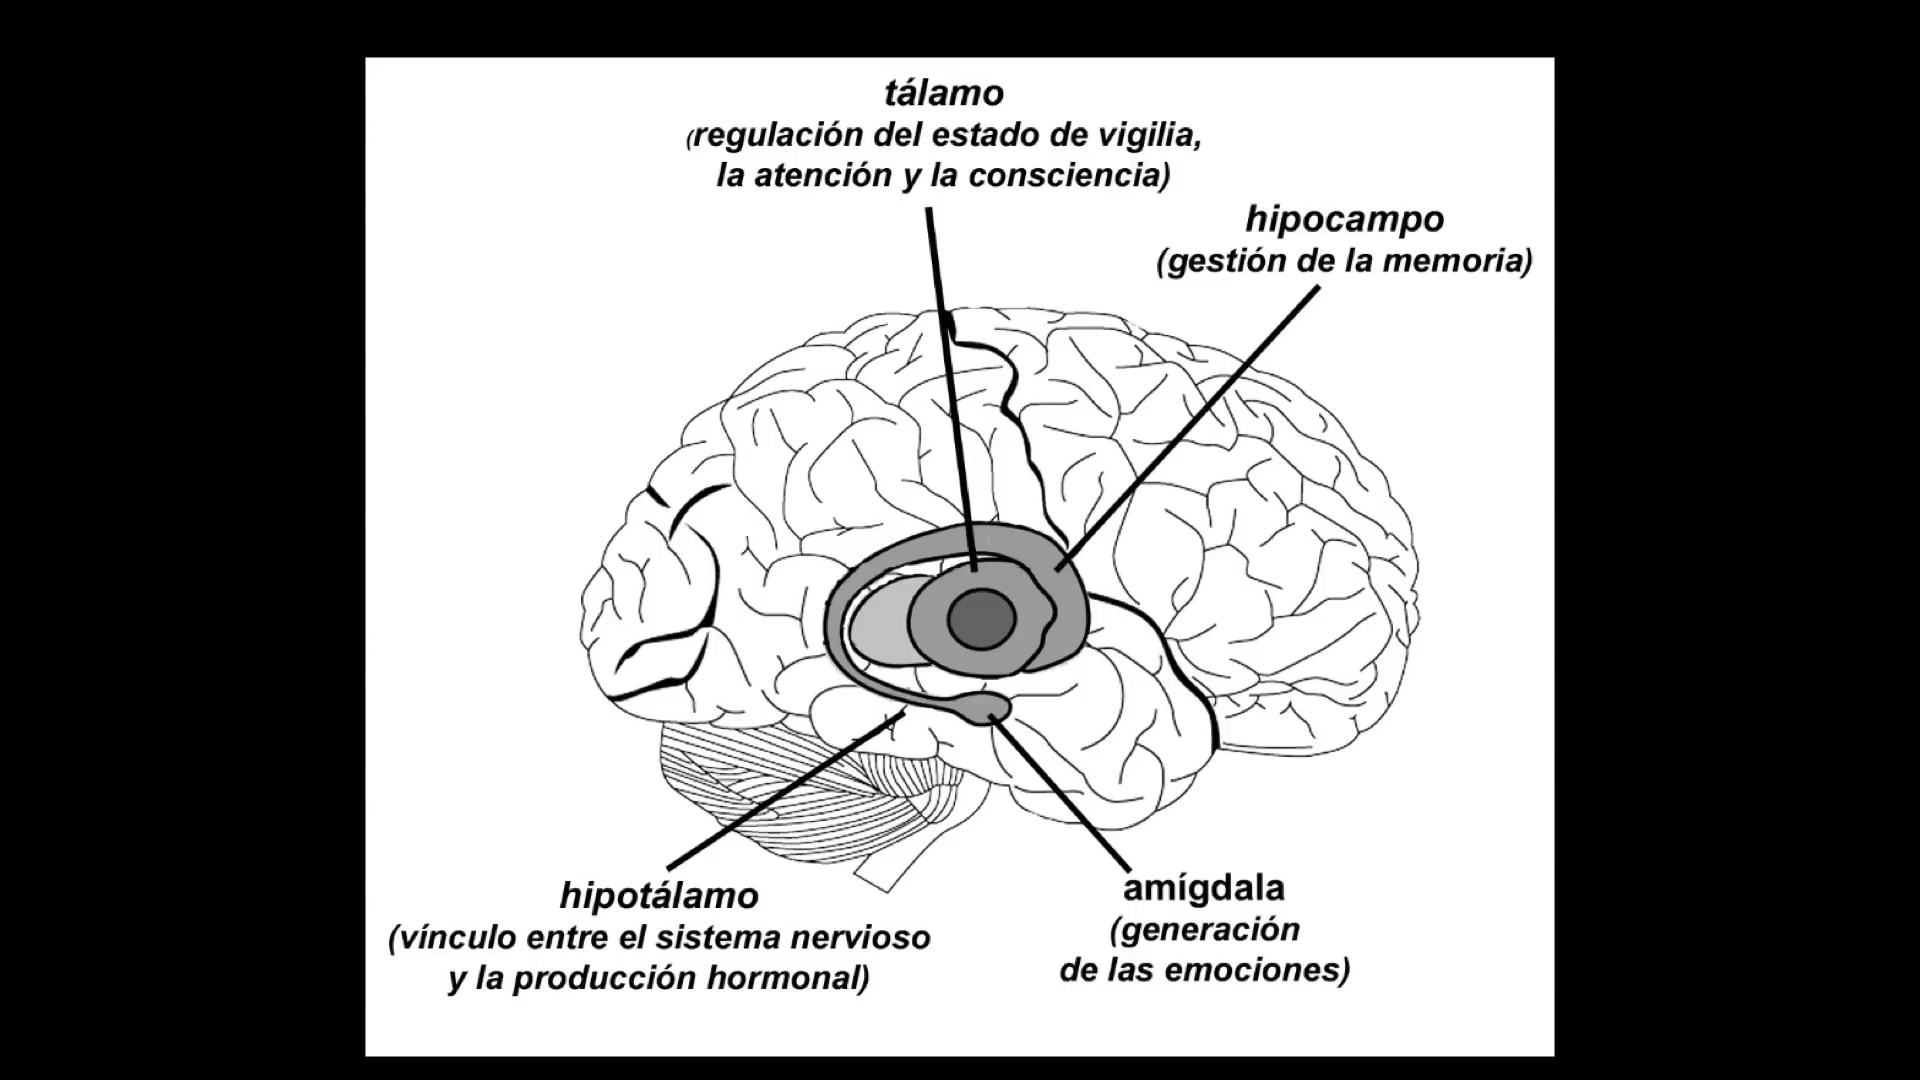 tálamo
(regulación del estado de vigilia,
la atención y la consciencia)
hipocampo
(gestión de la memoria)
hipotálamo
(vínculo entre el sistema nervioso
y la producción hormonal)
amígdala
(generación
de las emociones)